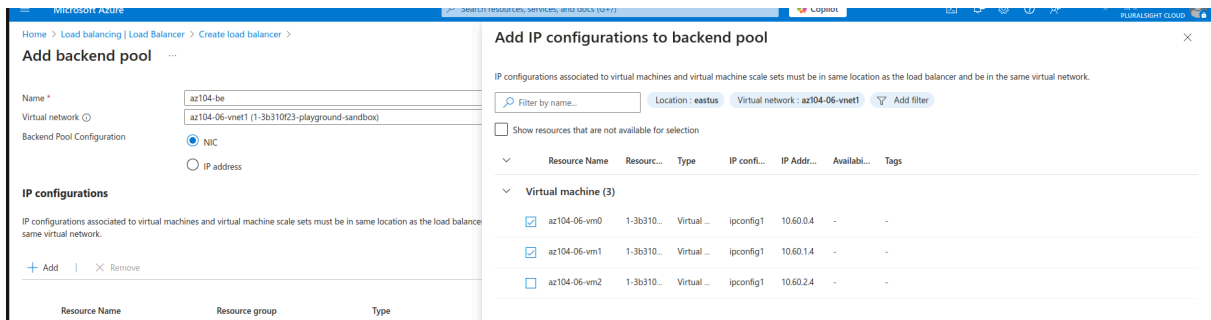 Microsoft Azure
Search resources, services, and docs (G+/)
Copilot
PLURALSIGHT CLOUD
Home > Load balancing | Load Balancer > Create load balancer >
Add backend pool ...
Name *
az104-be
Virtual network
az104-06-vnet1 (1-3b310f23-playground-sandbox)
Backend Pool Configuration
NIC
IP address
IP configurations
IP configurations associated to virtual machines and virtual machine scale sets must be in same location as the load balance
same virtual network.
+ Add | Remove
Resource Name Resource group Type
Add IP configurations to backend pool
IP configurations associated to virtual machines and virtual machine scale sets must be in same location as the load balancer and be in the same virtual network.
Filter by name...
Location : eastus
Virtual network : az104-06-vnet1
Add filter
Show resources that are not available for selection
Resource Name Resourc... Type IP confi... IP Addr... Availabi... Tags
Virtual machine (3)
az104-06-vm0 1-3b310... Virtual ... ipconfig1 10.60.0.4 - -
az104-06-vm1 1-3b310... Virtual ... ipconfig1 10.60.1.4 - -
az104-06-vm2 1-3b310... Virtual ... ipconfig1 10.60.2.4 - -